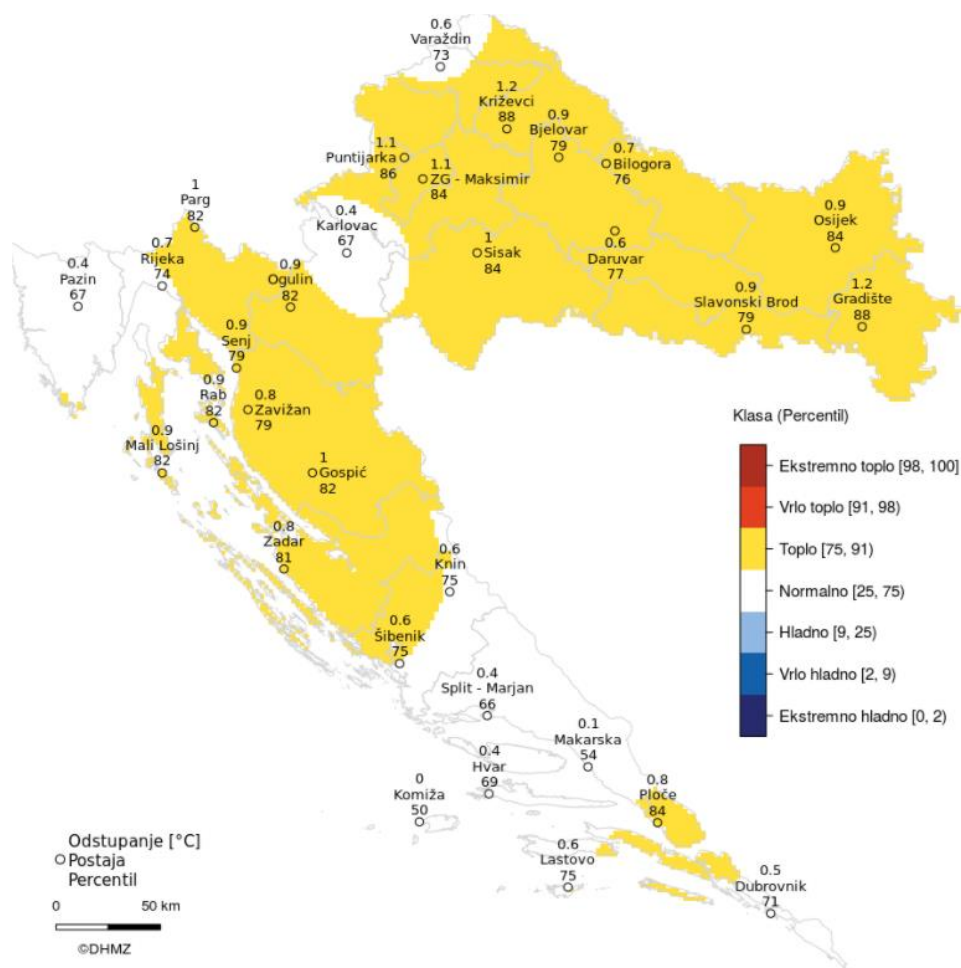 0.6
Varaždin
73
1.2
Križevci
88
0.9
Bjelovar
79
1.1
Puntijarka
86
1.1
ZG - Maksimir
84
0.7
Bilogora
76
1
Parg
82
0.4
Karlovac
67
0.9
Osijek
84
0.7
Rijeka
74
1
Sisak
84
0.6
Daruvar
77
0.4
Pazin
67
0.9
Ogulin
82
0.9
Slavonski Brod
79
1.2
Gradište
88
0.9
Senj
79
0.9
Rab
82
0.8
Zavižan
79
0.9
Mali Lošinj
82
1
Gospić
82
0.8
Zadar
81
0.6
Knin
75
0.6
Šibenik
75
0.4
Split - Marjan
66
0.1
Makarska
54
0.4
Hvar
69
0
Komiža
50
0.8
Ploče
84
0.6
Lastovo
75
0.5
Dubrovnik
71
Klasa (Percentil)
Ekstremno toplo [98, 100]
Vrlo toplo [91, 98)
Toplo [75, 91)
Normalno [25, 75)
Hladno [9, 25)
Vrlo hladno [2, 9)
Ekstremno hladno [0, 2)
Odstupanje [°C]
Postaja
Percentil
0 50 km
©DHMZ